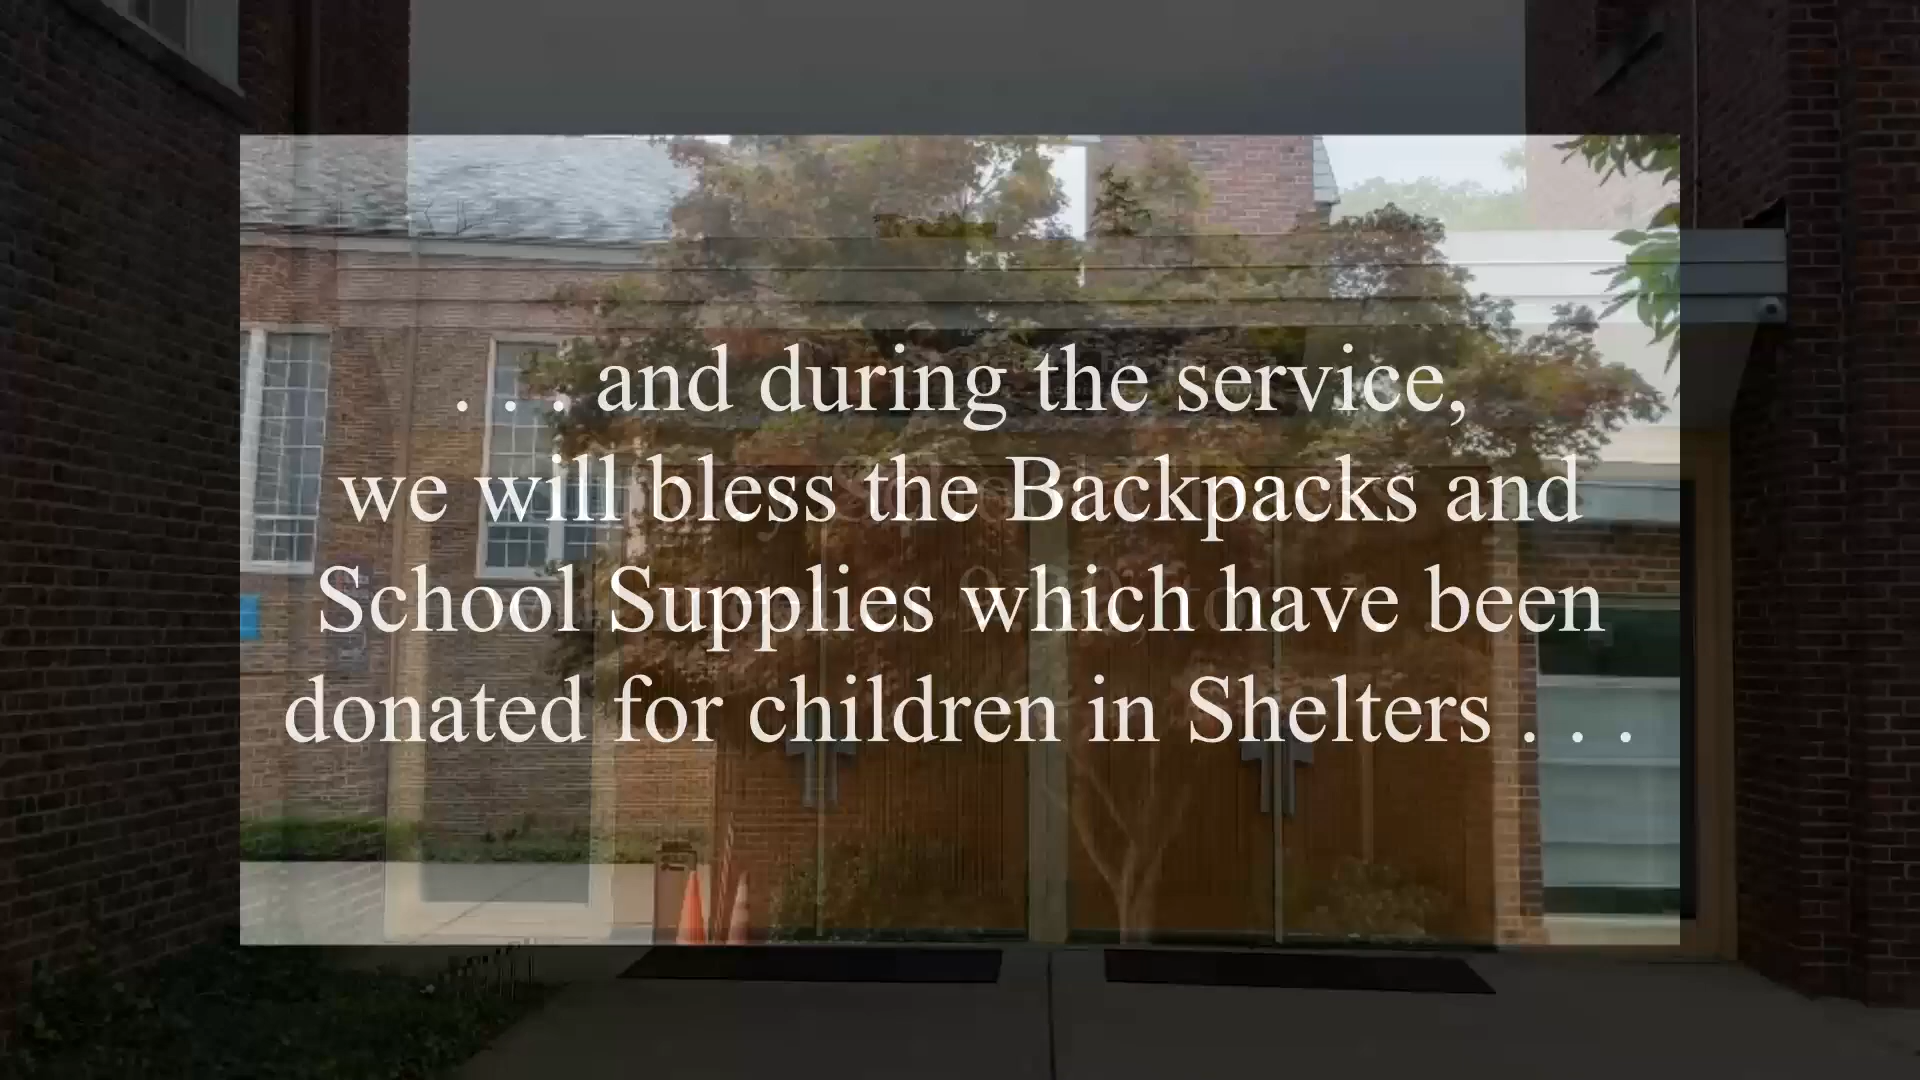 . . . and during the service,
we will bless the Backpacks and
School Supplies which have been
donated for children in Shelters . . .